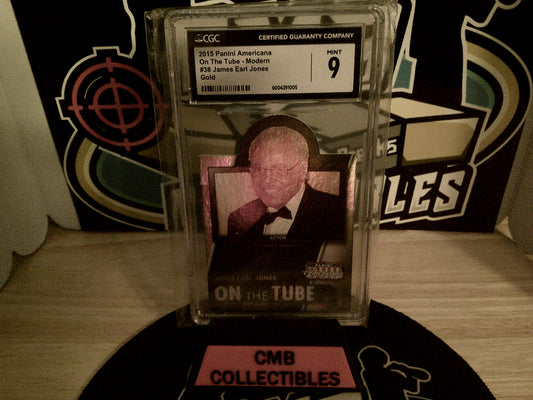 CGC CERTIFIED GUARANTY COMPANY
2015 Panini Americana
On The Tube - Modern
#38 James Earl Jones
Gold
MINT
9
6004391005
LES
ACTOR
JAMES EARL JONES
ON THE TUBE
CMB
COLLECTIBLES